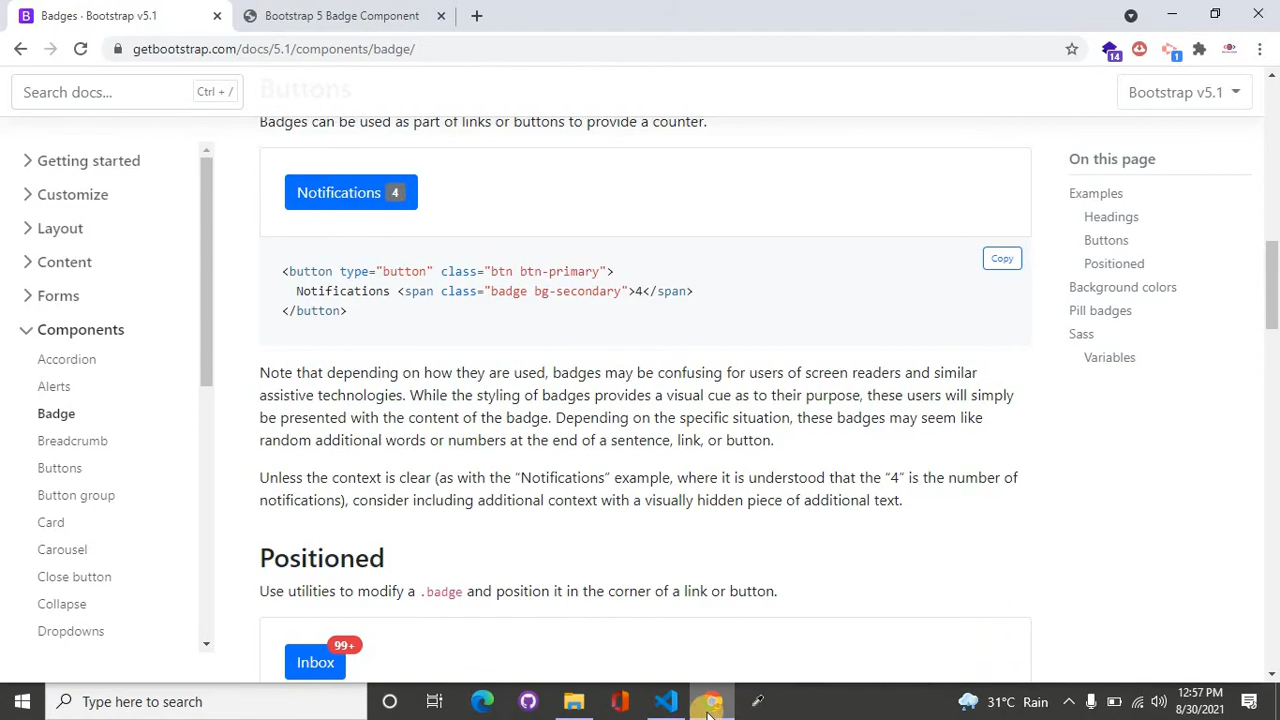 Badges · Bootstrap v5.1
Bootstrap 5 Badge Component
getbootstrap.com/docs/5.1/components/badge/
14
1
Search docs...
Ctrl + /
Bootstrap v5.1
Getting started
Customize
Layout
Content
Forms
Components
Accordion
Alerts
Badge
Breadcrumb
Buttons
Button group
Card
Carousel
Close button
Collapse
Dropdowns
Buttons
Badges can be used as part of links or buttons to provide a counter.
Notifications 4
Copy
<button type="button" class="btn btn-primary">
Notifications <span class="badge bg-secondary">4</span>
</button>
Note that depending on how they are used, badges may be confusing for users of screen readers and similar
assistive technologies. While the styling of badges provides a visual cue as to their purpose, these users will simply
be presented with the content of the badge. Depending on the specific situation, these badges may seem like
random additional words or numbers at the end of a sentence, link, or button.
Unless the context is clear (as with the “Notifications” example, where it is understood that the “4” is the number of
notifications), consider including additional context with a visually hidden piece of additional text.
Positioned
Use utilities to modify a .badge and position it in the corner of a link or button.
99+
Inbox
On this page
Examples
Headings
Buttons
Positioned
Background colors
Pill badges
Sass
Variables
Type here to search
31°C Rain
12:57 PM
8/30/2021